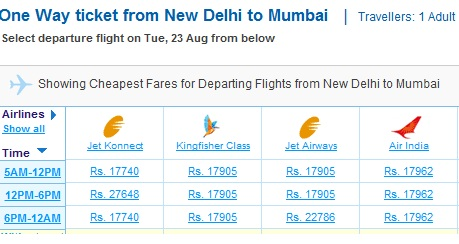 One Way ticket from New Delhi to Mumbai | Travellers: 1 Adult
Select departure flight on Tue, 23 Aug from below
Showing Cheapest Fares for Departing Flights from New Delhi to Mumbai
Airlines
Show all
Jet Konnect Kingfisher Class Jet Airways Air India
Time
5AM-12PM Rs. 17740 Rs. 17905 Rs. 17905 Rs. 17962
12PM-6PM Rs. 27648 Rs. 17905 Rs. 17905 Rs. 17962
6PM-12AM Rs. 17740 Rs. 17905 Rs. 22786 Rs. 17962